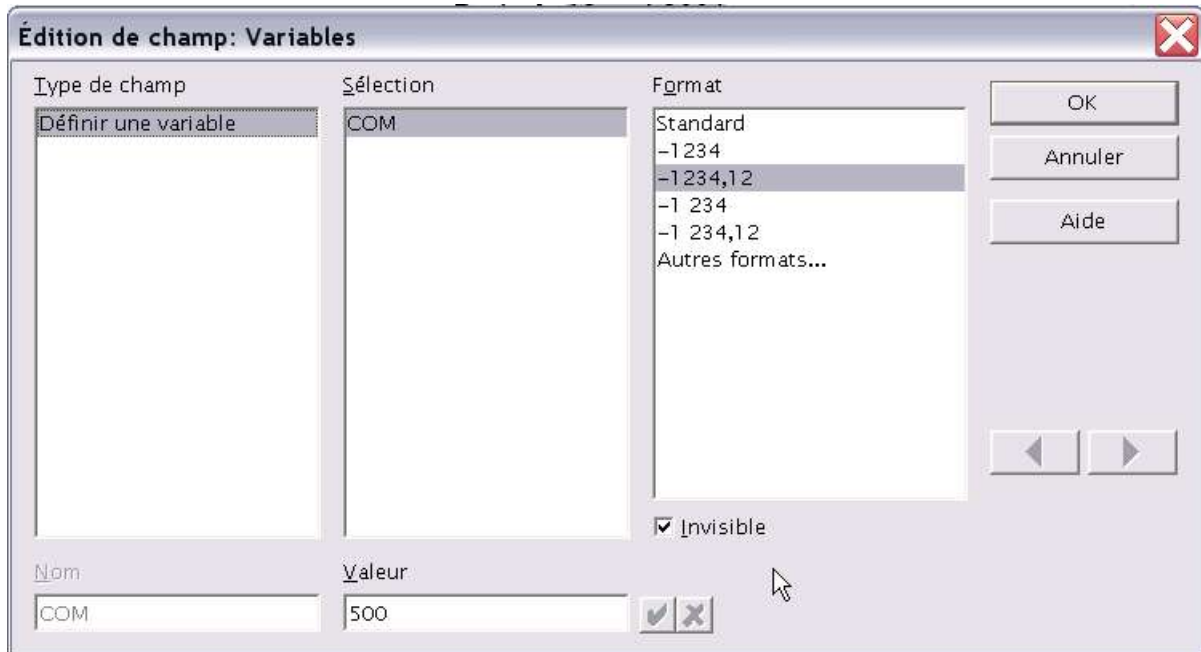 Édition de champ: Variables
Type de champ
Définir une variable
Sélection
COM
Format
Standard
-1234
-1234,12
-1 234
-1 234,12
Autres formats...
OK
Annuler
Aide
Invisible
Nom
COM
Valeur
500